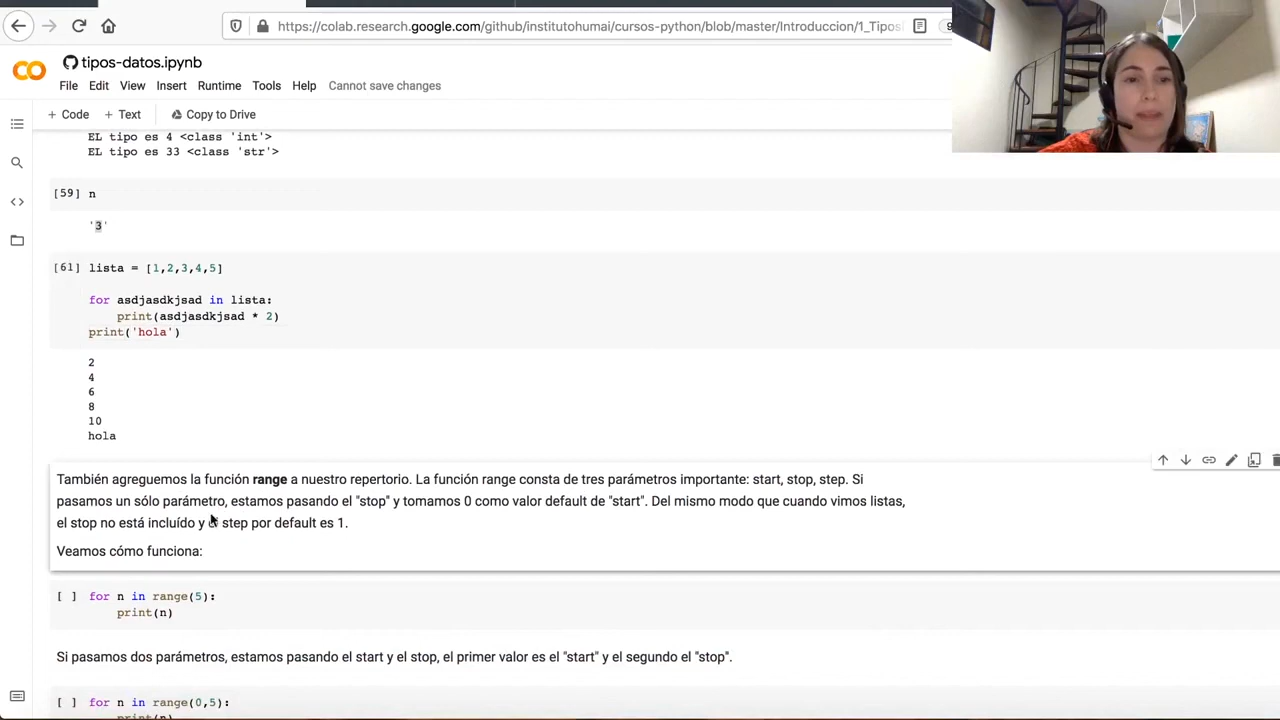 https://colab.research.google.com/github/institutohumai/cursos-python/blob/master/Introduccion/1_Tipos
tipos-datos.ipynb
File Edit View Insert Runtime Tools Help Cannot save changes
+ Code + Text Copy to Drive
EL tipo es 4 <class 'int'>
EL tipo es 33 <class 'str'>
[59] n
'3'
[61] lista = [1,2,3,4,5]
for asdjasdkjsad in lista:
print(asdjasdkjsad * 2)
print('hola')
2
4
6
8
10
hola
También agreguemos la función range a nuestro repertorio. La función range consta de tres parámetros importante: start, stop, step. Si
pasamos un sólo parámetro, estamos pasando el "stop" y tomamos 0 como valor default de "start". Del mismo modo que cuando vimos listas,
el stop no está incluído y el step por default es 1.
Veamos cómo funciona:
[ ] for n in range(5):
print(n)
Si pasamos dos parámetros, estamos pasando el start y el stop, el primer valor es el "start" y el segundo el "stop".
[ ] for n in range(0,5):
print(n)